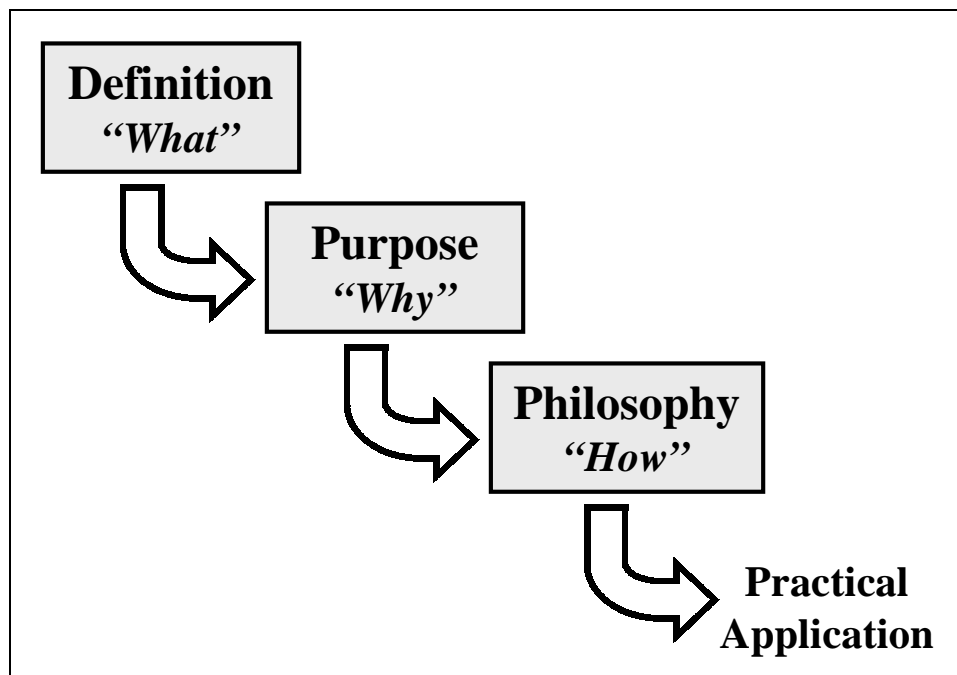 Definition
“What”
Purpose
“Why”
Philosophy
“How”
Practical
Application